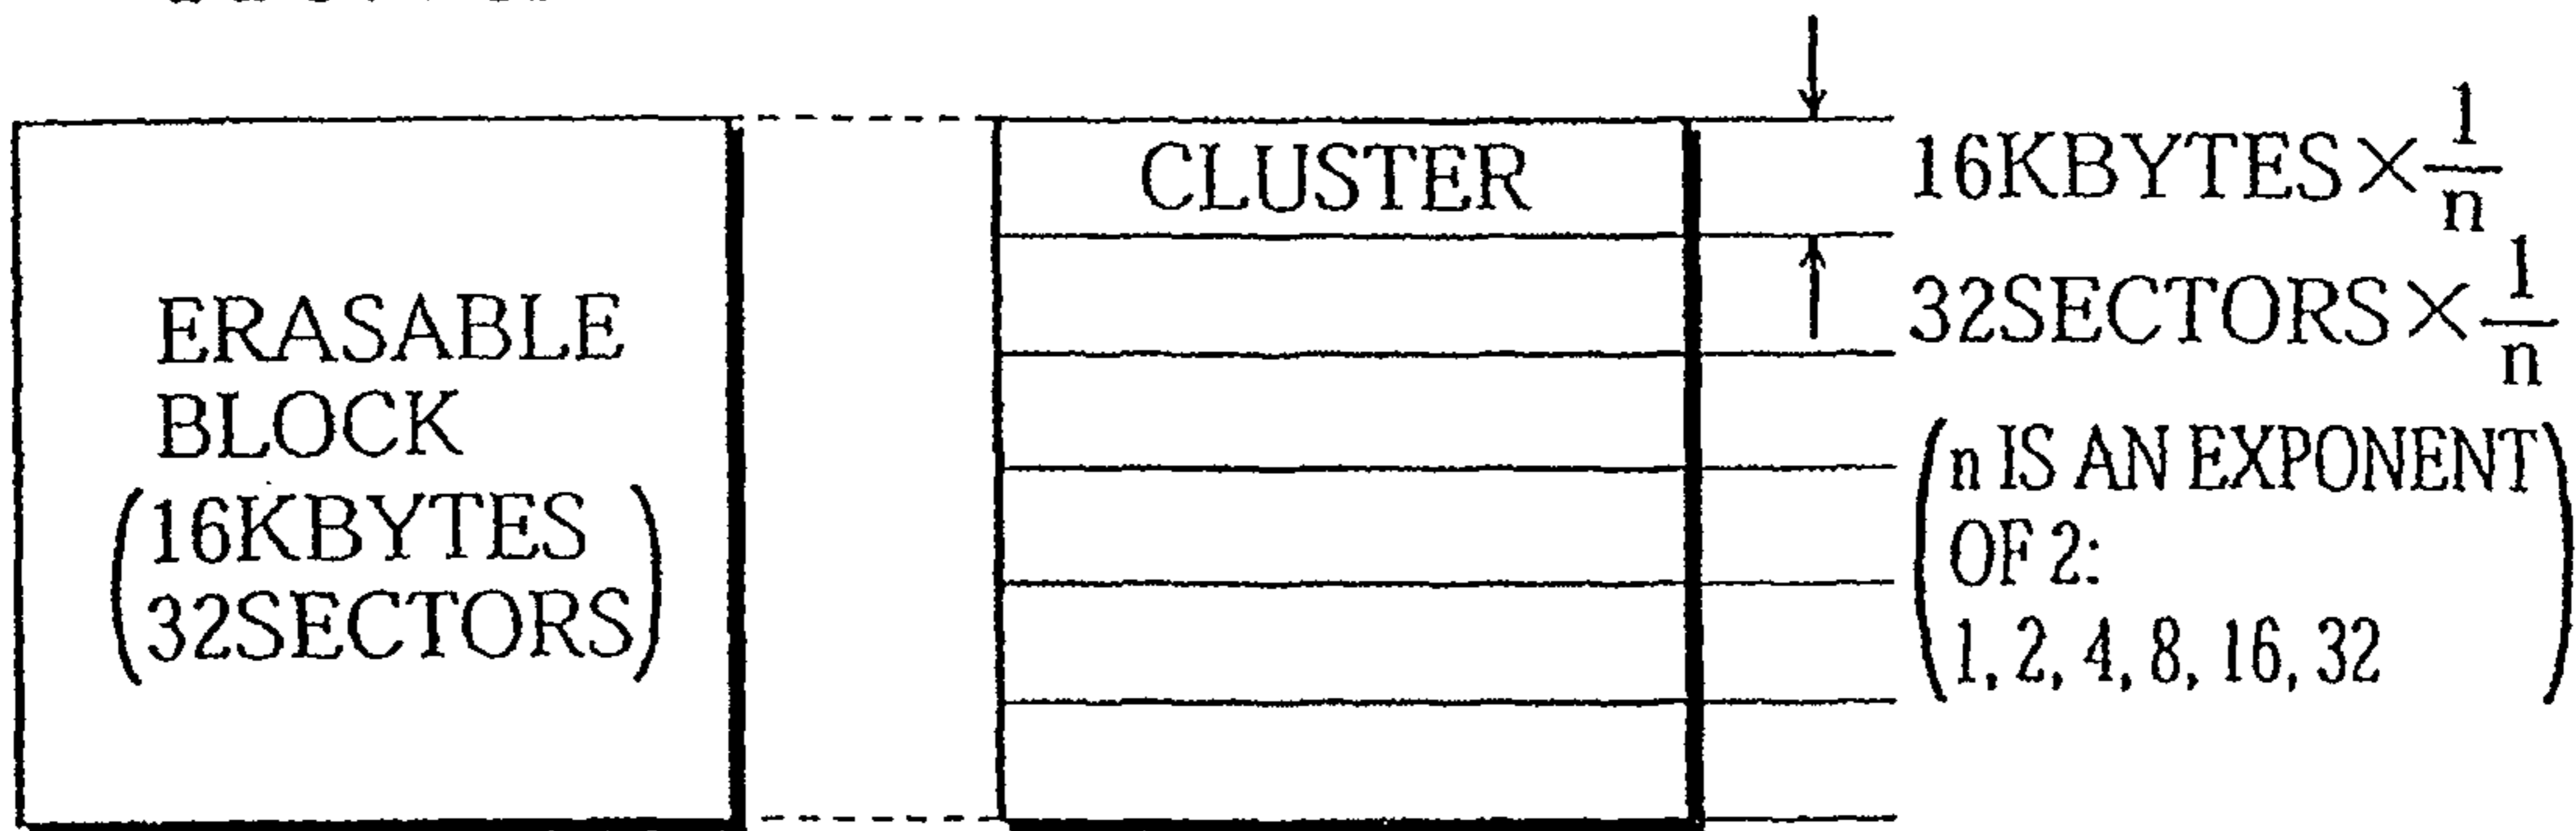 ERASABLE
BLOCK
(16KBYTES
32SECTORS)
CLUSTER
16KBYTES×1/n
32SECTORS×1/n
(n IS AN EXPONENT
OF 2:
1, 2, 4, 8, 16, 32)